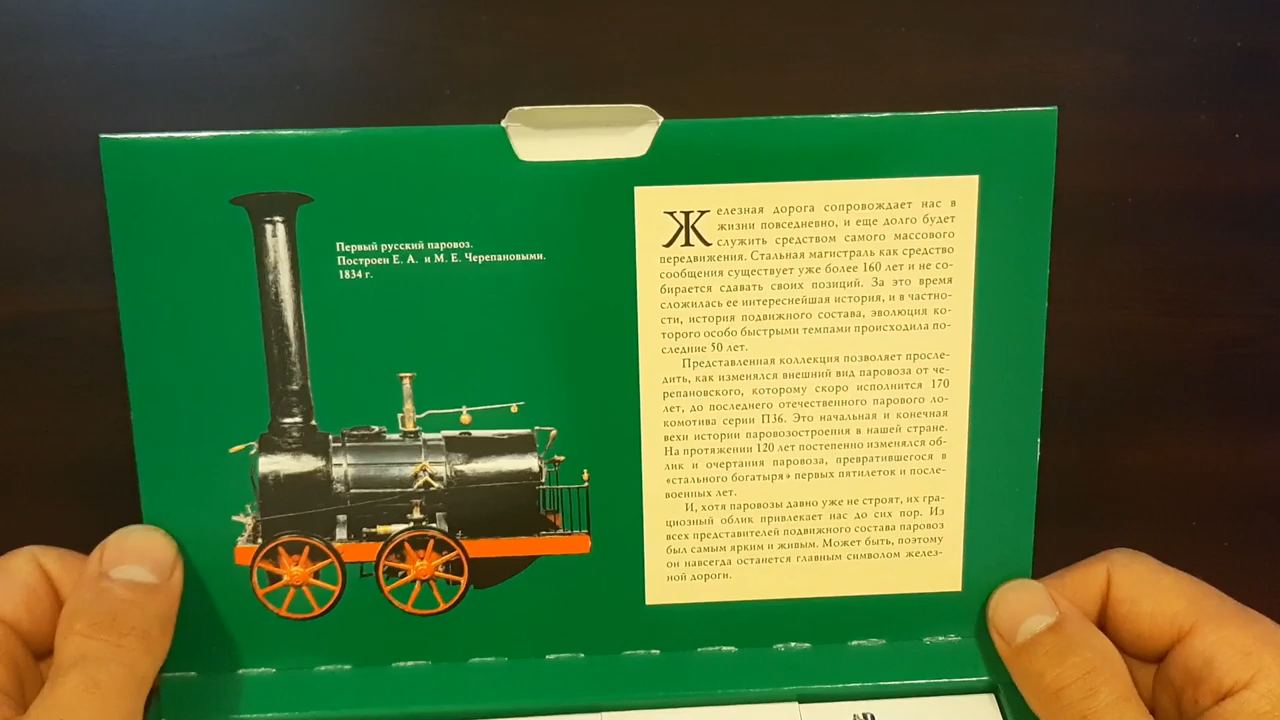 Первый русский паровоз.
Построен Е. А. и М. Е. Черепановыми.
1834 г.
Железная дорога сопровождает нас в
жизни повседневно, и еще долго будет
служить средством самого массового
передвижения. Стальная магистраль как средство
сообщения существует уже более 160 лет и не со-
бирается сдавать своих позиций. За это время
сложилась ее интереснейшая история, и в частно-
сти, история подвижного состава, эволюция ко-
торого особо быстрыми темпами происходила по-
следние 50 лет.
Представленная коллекция позволяет просле-
дить, как изменялся внешний вид паровоза от че-
репановского, которому скоро исполнится 170
лет, до последнего отечественного парового ло-
комотива серии П36. Это начальная и конечная
вехи истории паровозостроения в нашей стране.
На протяжении 120 лет постепенно изменялся об-
лик и очертания паровоза, превратившегося в
«стального богатыря» первых пятилеток и после-
военных лет.
И, хотя паровозы давно уже не строят, их гра-
циозный облик привлекает нас до сих пор. Из
всех представителей подвижного состава паровоз
был самым ярким и живым. Может быть, поэтому
он навсегда останется главным символом желез-
ной дороги.